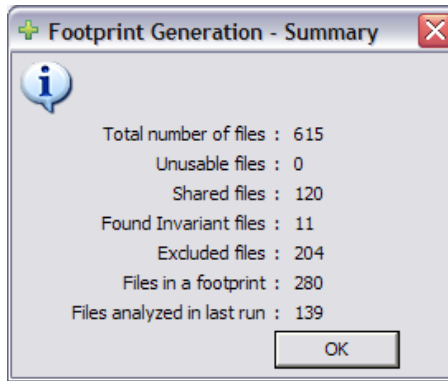 Footprint Generation - Summary
Total number of files : 615
Unusable files : 0
Shared files : 120
Found Invariant files : 11
Excluded files : 204
Files in a footprint : 280
Files analyzed in last run : 139
OK